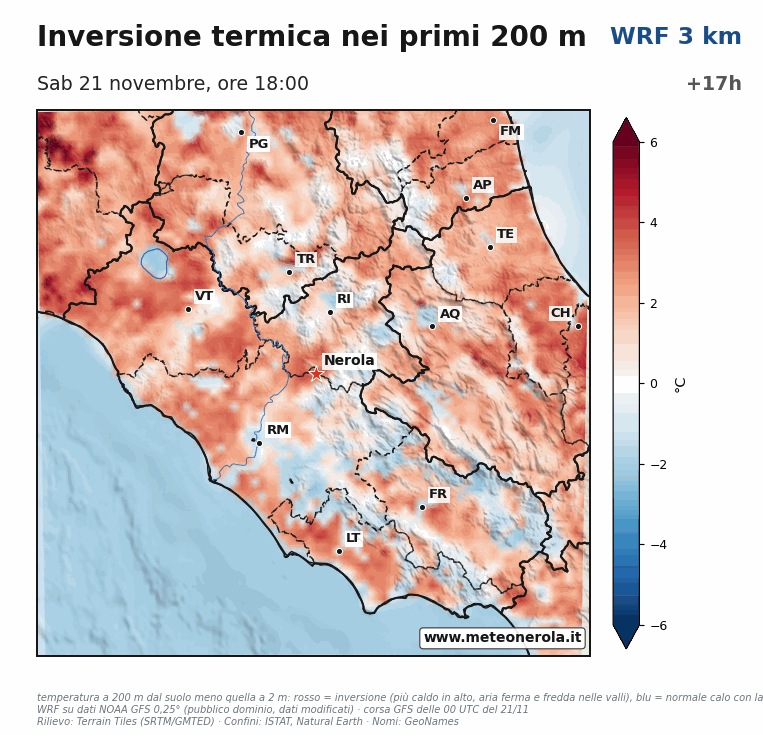 Inversione termica nei primi 200 m
WRF 3 km
Sab 21 novembre, ore 18:00
+17h
FM
PG
AP
TE
TR
VT
RI
AQ
CH
Nerola
RM
FR
LT
www.meteonerola.it
6
4
2
0
−2
−4
−6
°C
temperatura a 200 m dal suolo meno quella a 2 m: rosso = inversione (più caldo in alto, aria ferma e fredda nelle valli), blu = normale calo con la
WRF su dati NOAA GFS 0,25° (pubblico dominio, dati modificati) · corsa GFS delle 00 UTC del 21/11
Rilievo: Terrain Tiles (SRTM/GMTED) · Confini: ISTAT, Natural Earth · Nomi: GeoNames